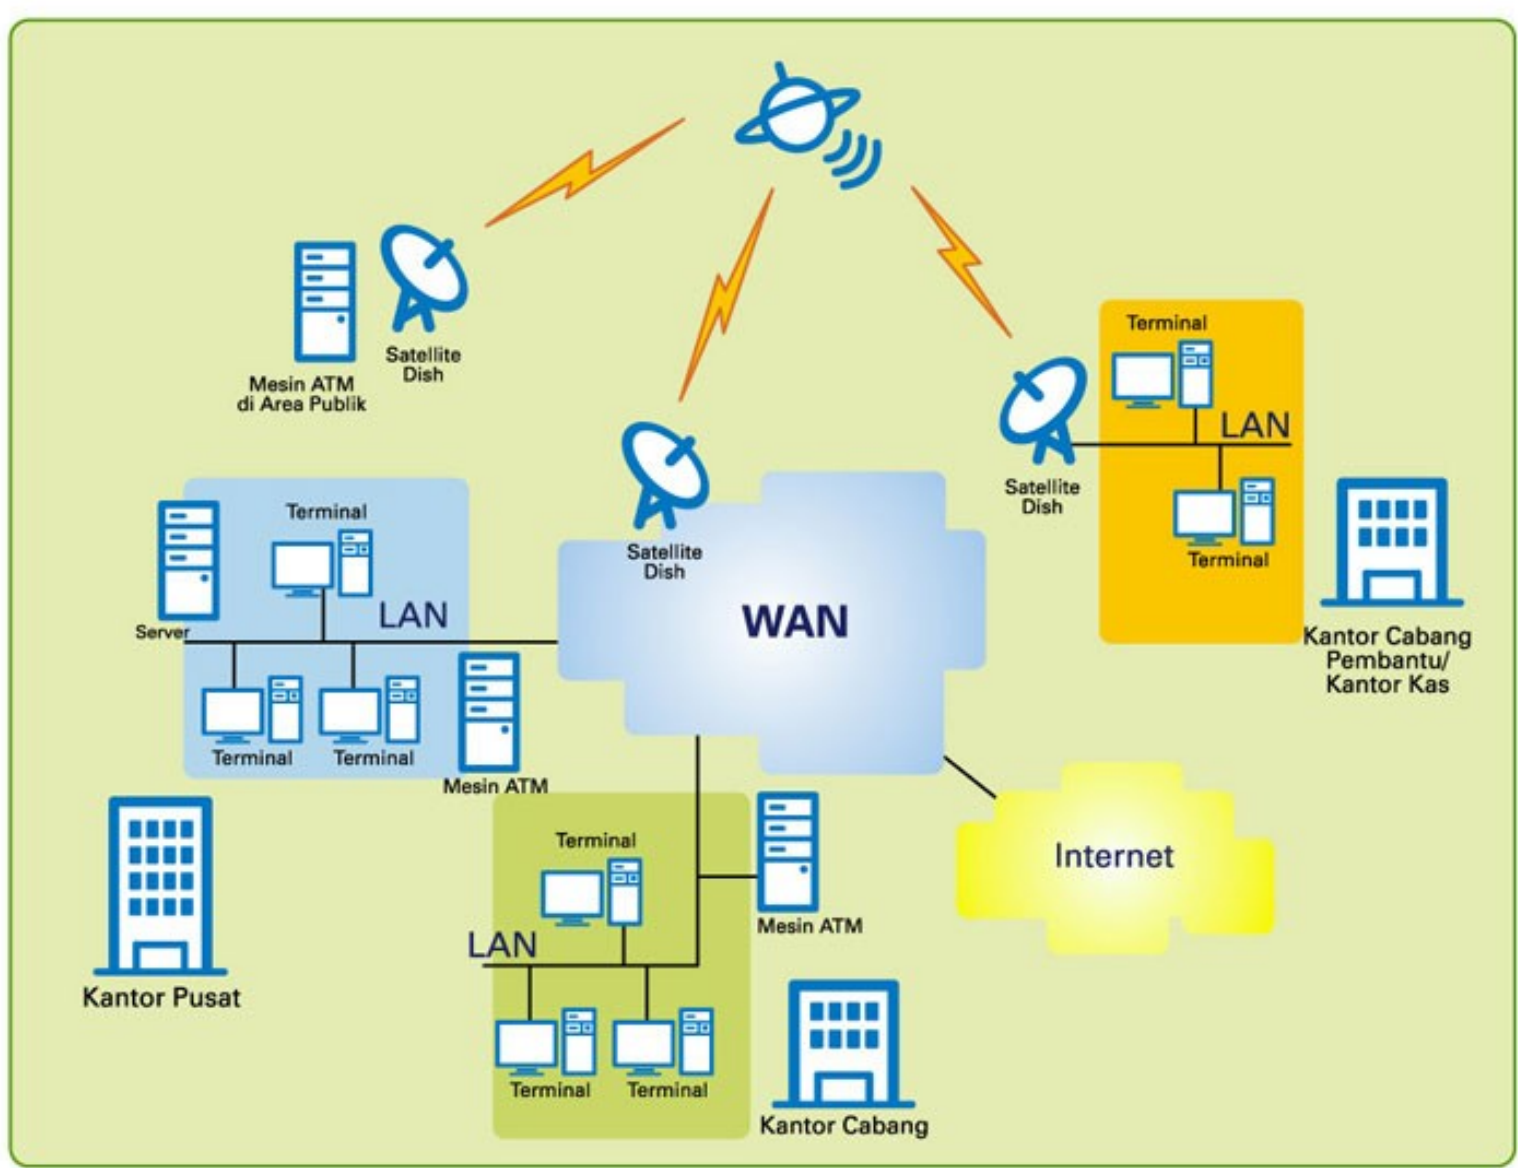 Satellite
Dish
Mesin ATM
di Area Publik
Terminal
LAN
Satellite
Dish
Terminal
Kantor Cabang
Pembantu/
Kantor Kas
Satellite
Dish
WAN
Terminal
LAN
Server
Terminal
Terminal
Mesin ATM
Kantor Pusat
Terminal
Mesin ATM
LAN
Terminal
Terminal
Kantor Cabang
Internet